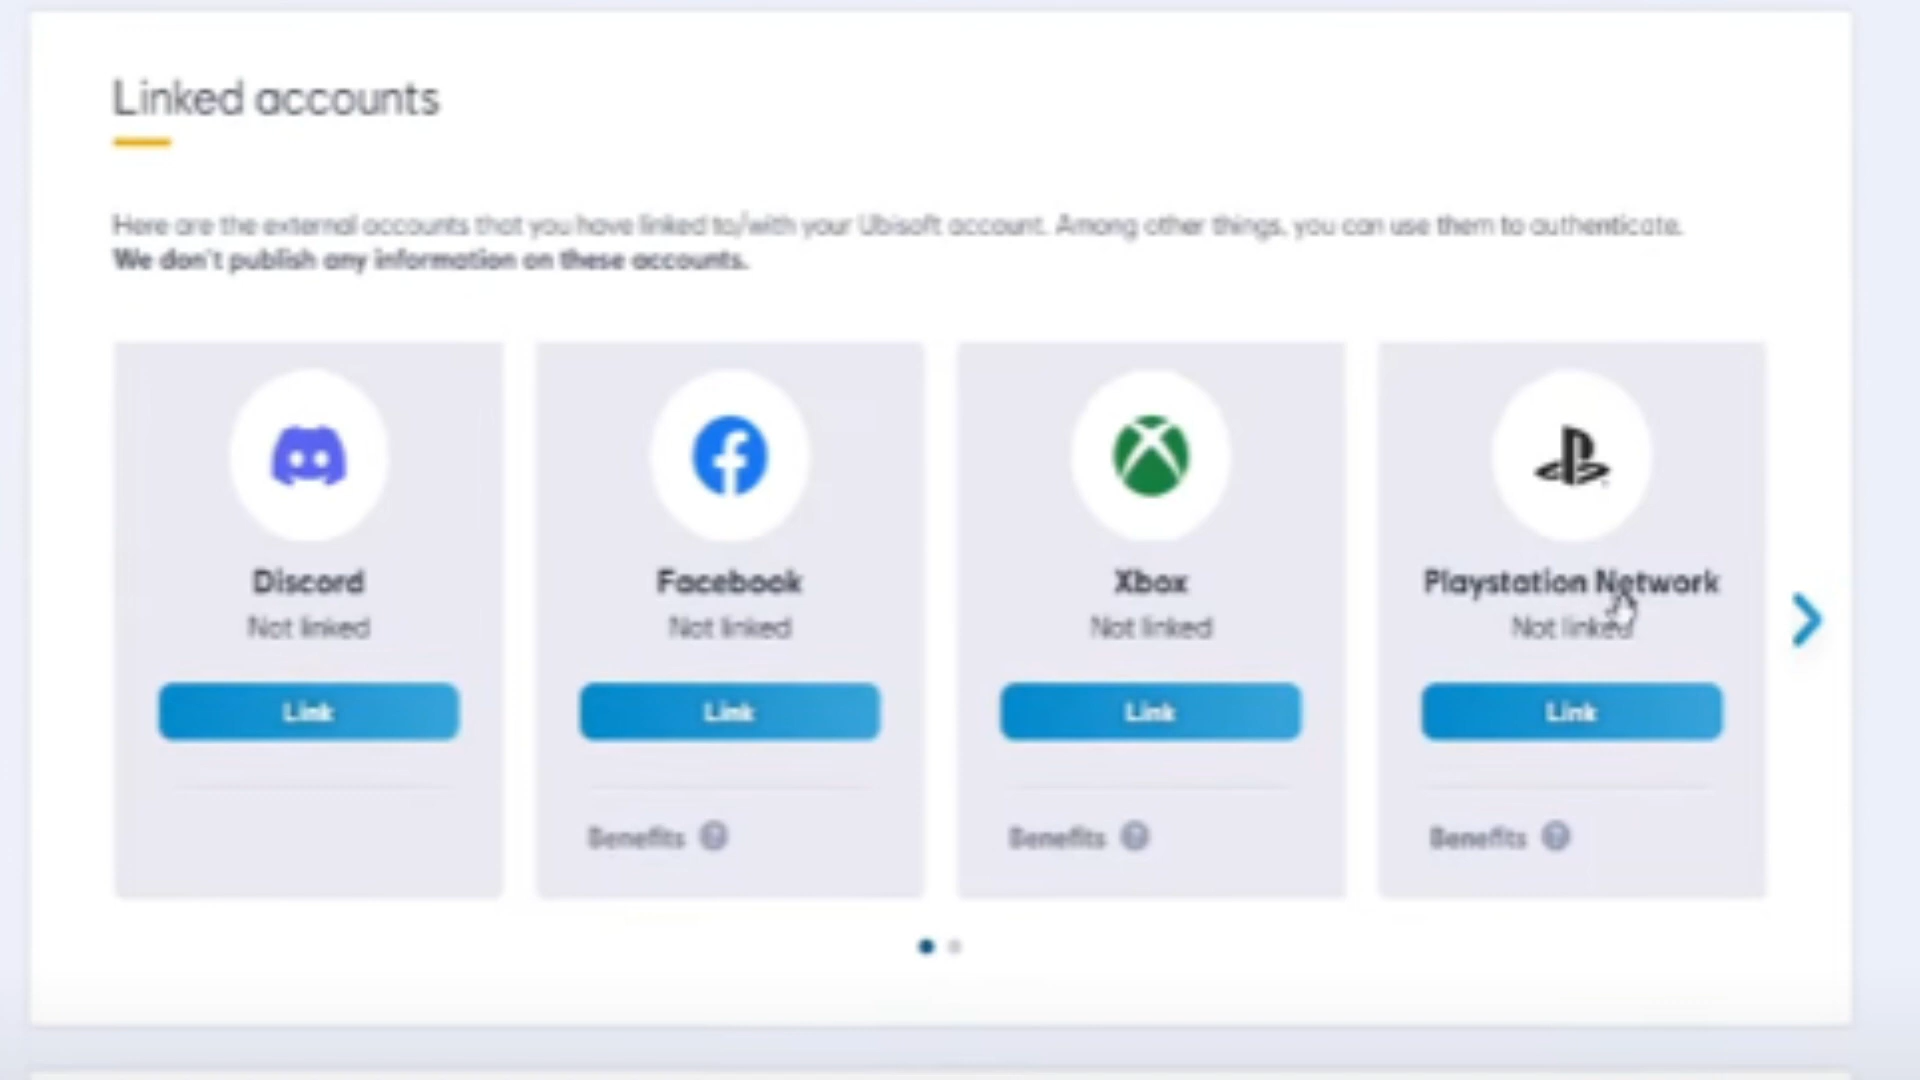 Linked accounts
Here are the external accounts that you have linked to/with your Ubisoft account. Among other things, you can use them to authenticate.
We don't publish any information on these accounts.
Discord
Not linked
Link
Facebook
Not linked
Link
Benefits ?
Xbox
Not linked
Link
Benefits ?
Playstation Network
Not linked
Link
Benefits ?